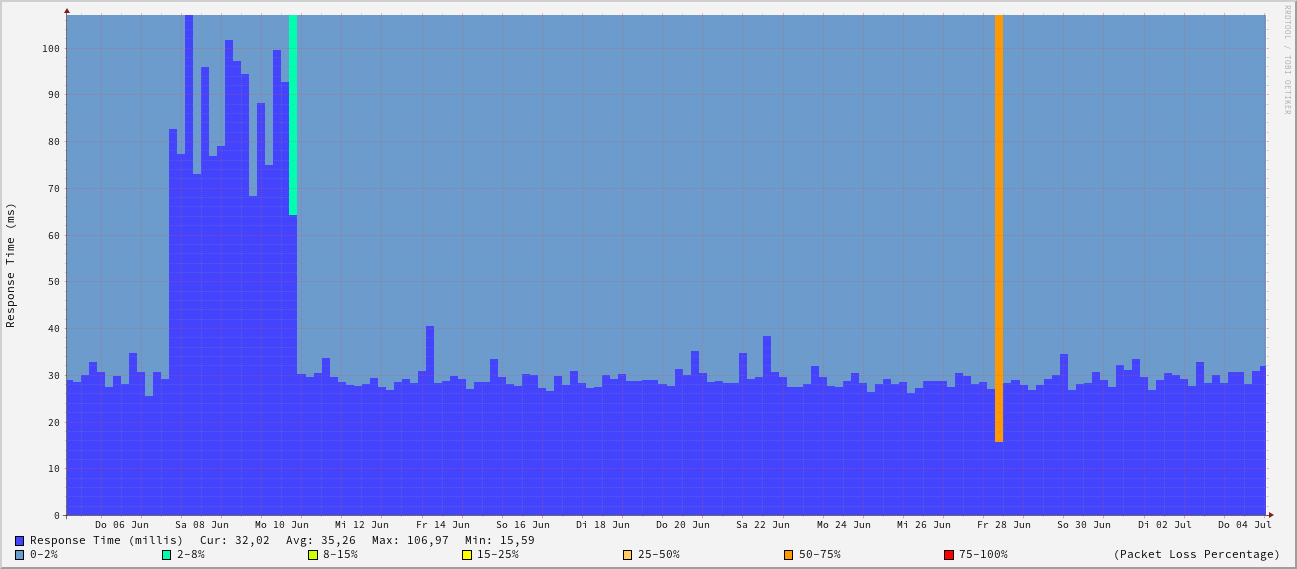 RRDTOOL / TOBI OETIKER
Response Time (ms)
100
90
80
70
60
50
40
30
20
10
0
Do 06 Jun Sa 08 Jun Mo 10 Jun Mi 12 Jun Fr 14 Jun So 16 Jun Di 18 Jun Do 20 Jun Sa 22 Jun Mo 24 Jun Mi 26 Jun Fr 28 Jun So 30 Jun Di 02 Jul Do 04 Jul
Response Time (millis) Cur: 32,02 Avg: 35,26 Max: 106,97 Min: 15,59
0-2% 2-8% 8-15% 15-25% 25-50% 50-75% 75-100% (Packet Loss Percentage)